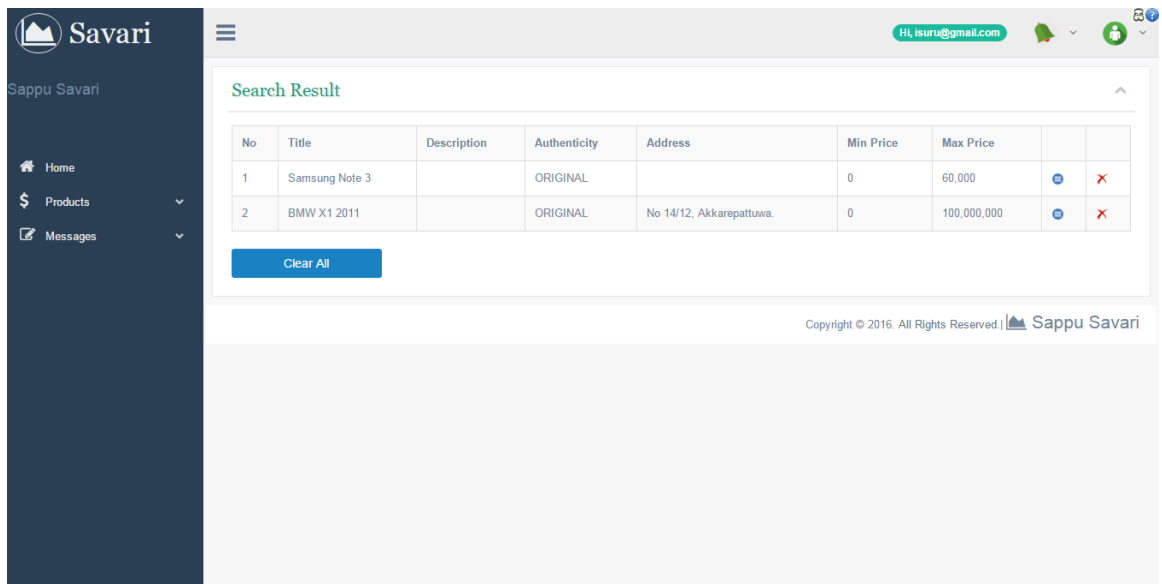 Savari
Hi, isuru@gmail.com
Sappu Savari
Home
Products
Messages
Search Result
No Title Description Authenticity Address Min Price Max Price
1 Samsung Note 3 ORIGINAL 0 60,000
2 BMW X1 2011 ORIGINAL No 14/12, Akkarepattuwa. 0 100,000,000
Clear All
Copyright © 2016. All Rights Reserved.| Sappu Savari